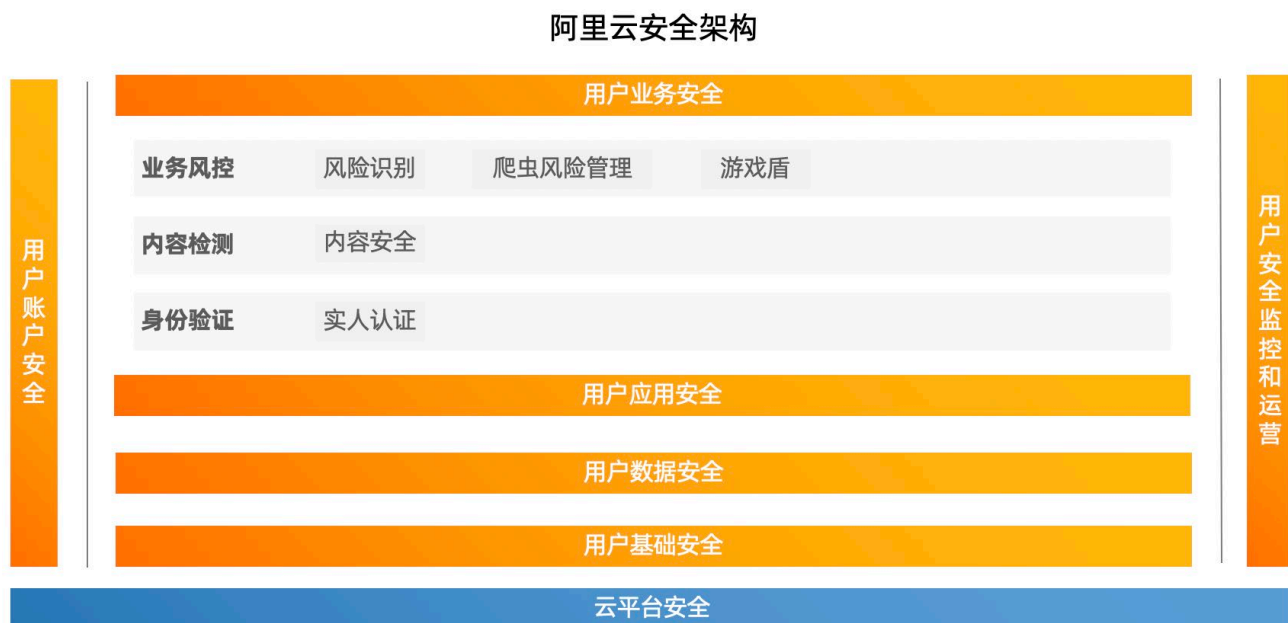 阿里云安全架构
用户账户安全
用户业务安全
业务风控 风险识别 爬虫风险管理 游戏盾
内容检测 内容安全
身份验证 实人认证
用户应用安全
用户数据安全
用户基础安全
用户安全监控和运营
云平台安全